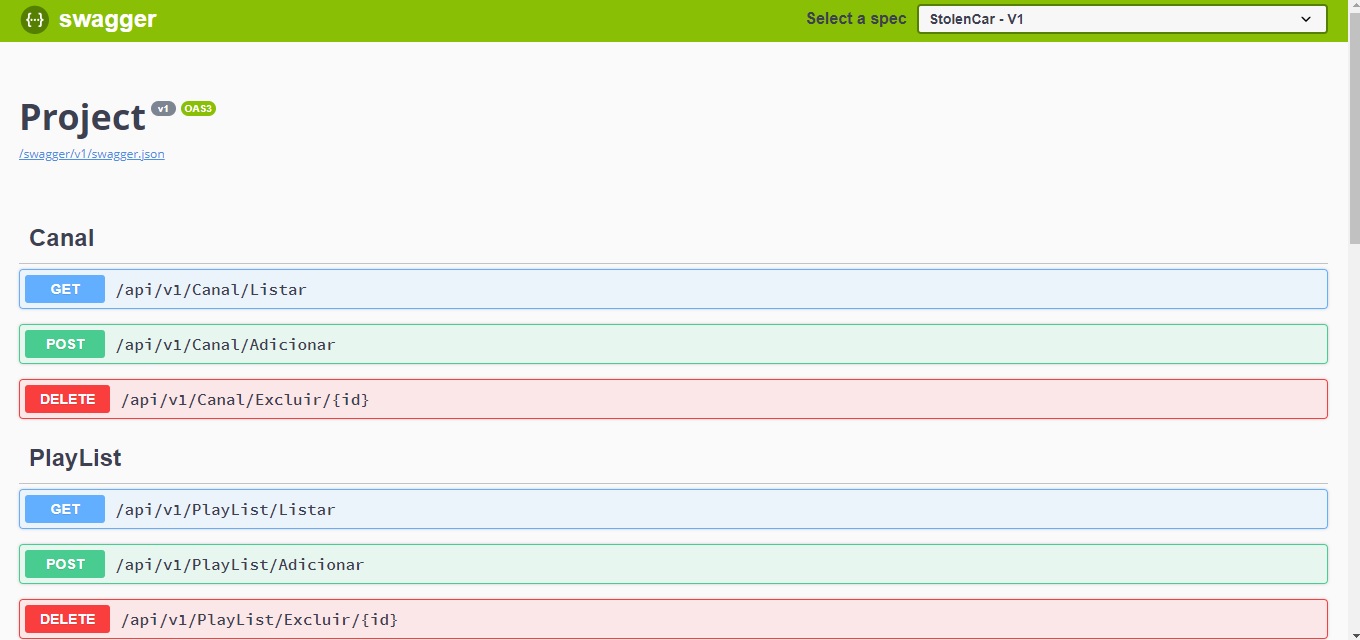 {··} swagger Select a spec StolenCar - V1
Project v1 OAS3
/swagger/v1/swagger.json
Canal
GET /api/v1/Canal/Listar
POST /api/v1/Canal/Adicionar
DELETE /api/v1/Canal/Excluir/{id}
PlayList
GET /api/v1/PlayList/Listar
POST /api/v1/PlayList/Adicionar
DELETE /api/v1/PlayList/Excluir/{id}